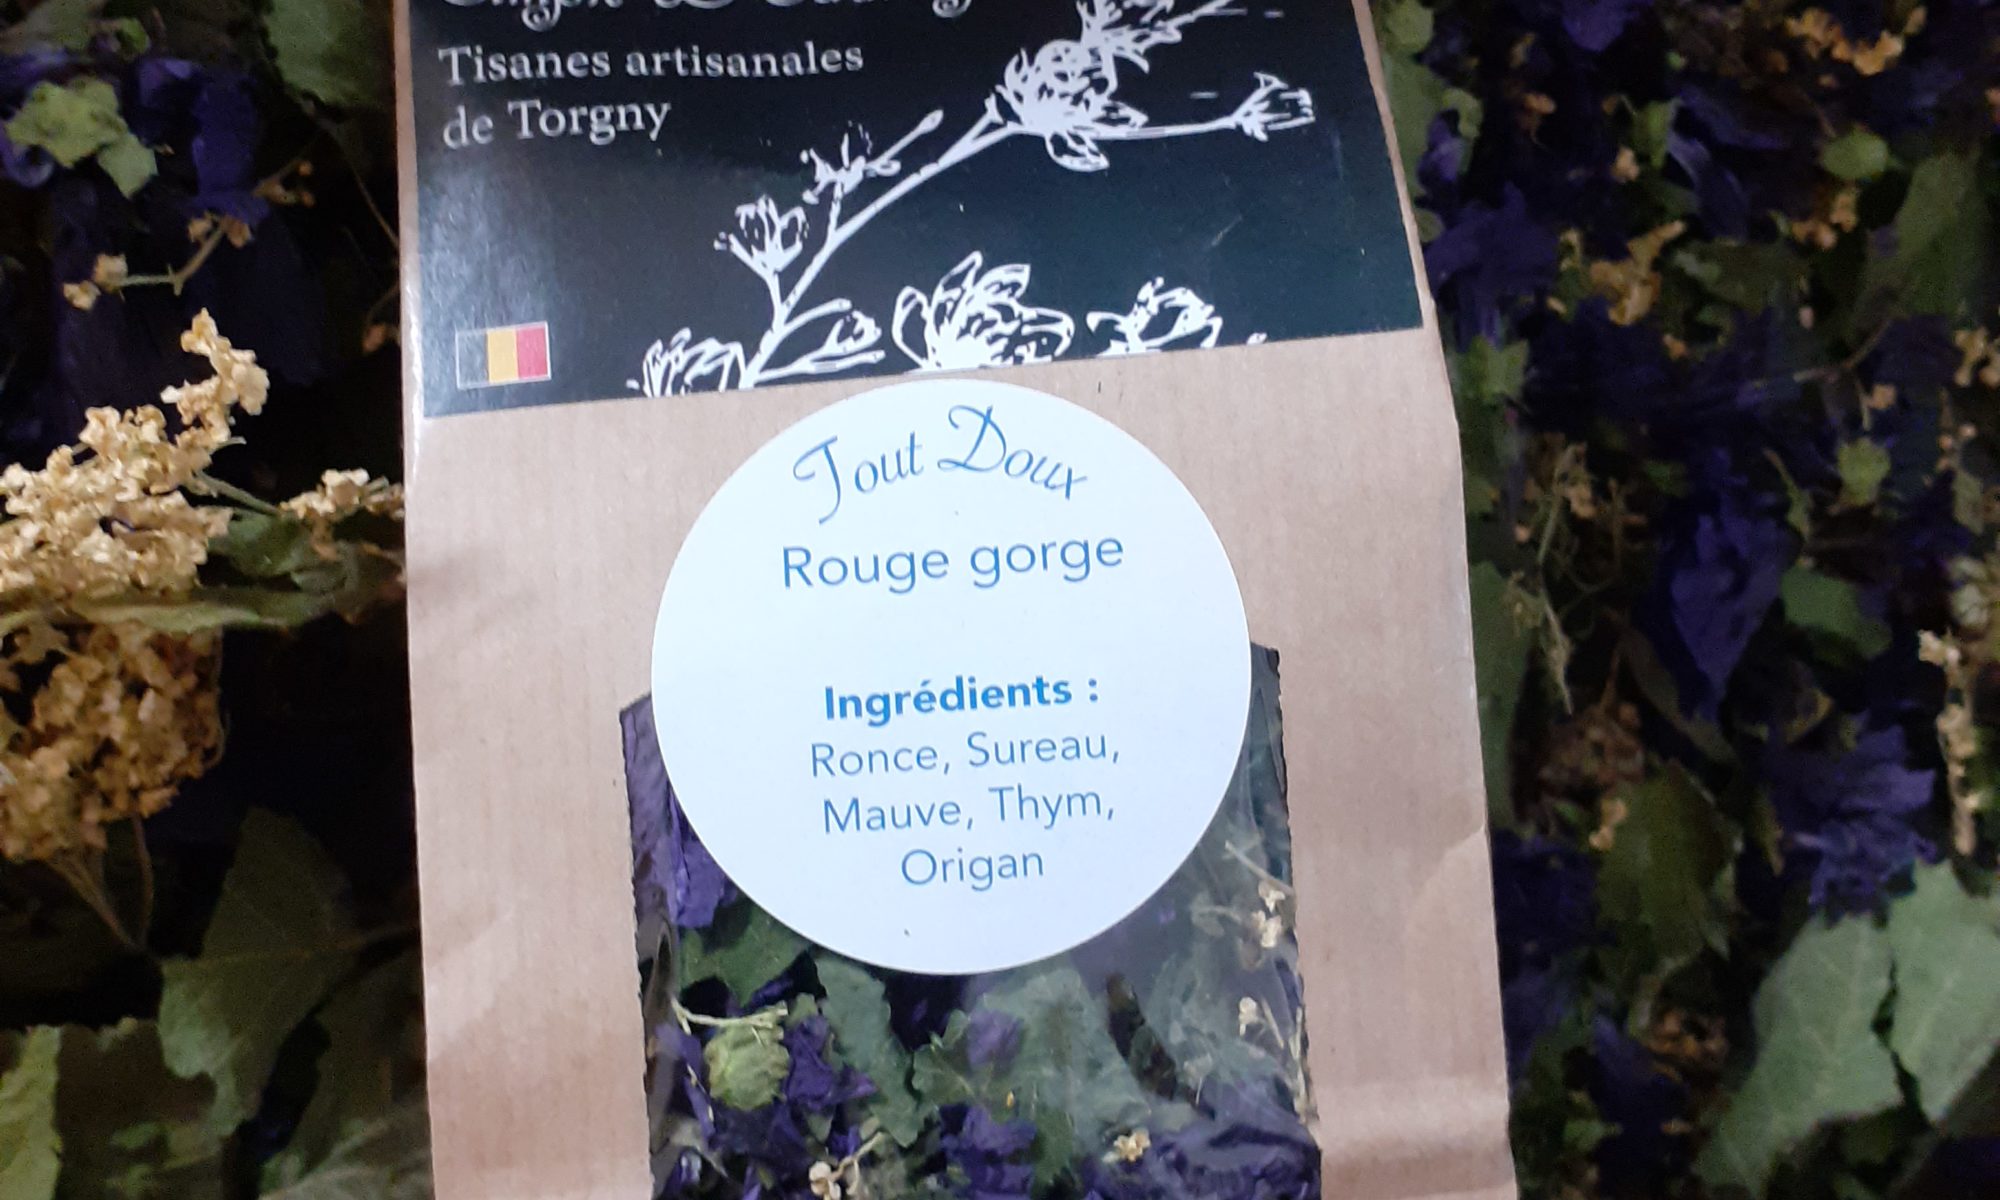 Tisanes artisanales
de Torgny
Tout Doux
Rouge gorge
Ingrédients :
Ronce, Sureau,
Mauve, Thym,
Origan